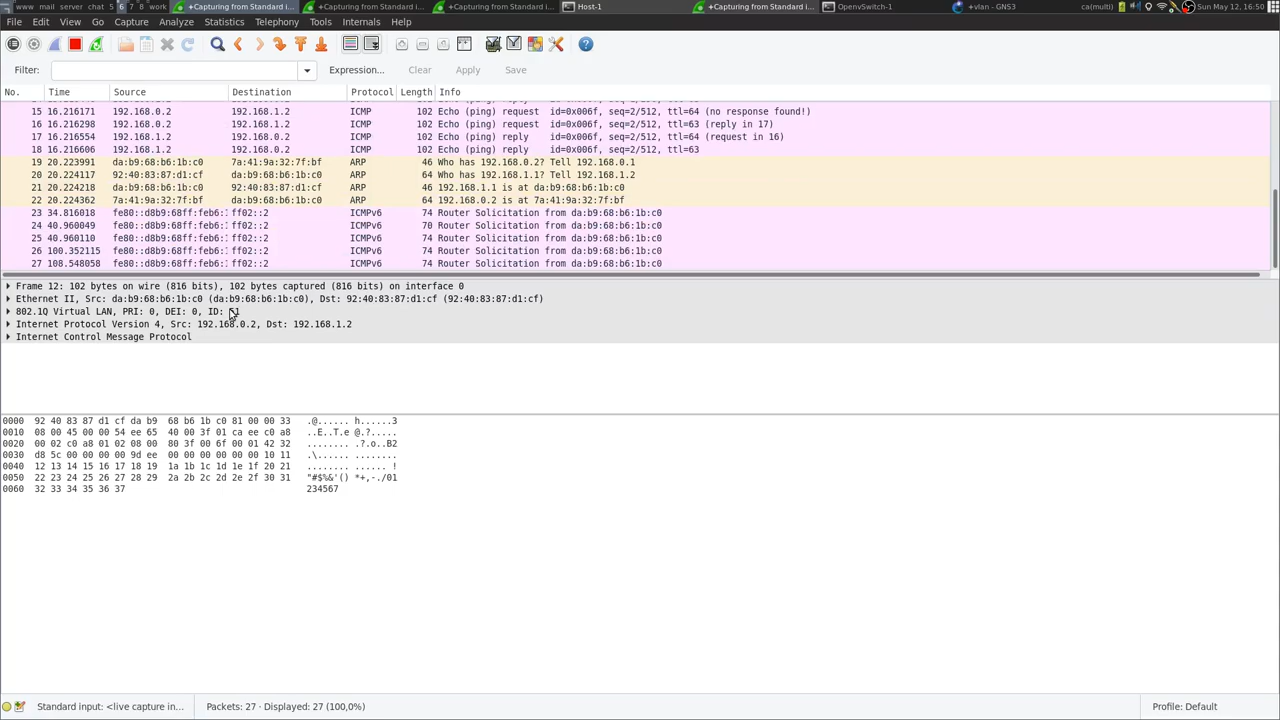 www mail server chat 5 6 7 8 work +Capturing from Standard i... +Capturing from Standard i... +Capturing from Standard i... Host-1 +Capturing from Standard i... OpenvSwitch-1 +vlan - GNS3 ca(multi) Sun May 12, 16:50
File Edit View Go Capture Analyze Statistics Telephony Tools Internals Help
Filter: Expression... Clear Apply Save
No. Time Source Destination Protocol Length Info
15 16.216171 192.168.0.2 192.168.1.2 ICMP 102 Echo (ping) request id=0x006f, seq=2/512, ttl=64 (no response found!)
16 16.216298 192.168.0.2 192.168.1.2 ICMP 102 Echo (ping) request id=0x006f, seq=2/512, ttl=63 (reply in 17)
17 16.216554 192.168.1.2 192.168.0.2 ICMP 102 Echo (ping) reply id=0x006f, seq=2/512, ttl=64 (request in 16)
18 16.216606 192.168.1.2 192.168.0.2 ICMP 102 Echo (ping) reply id=0x006f, seq=2/512, ttl=63
19 20.223991 da:b9:68:b6:1b:c0 7a:41:9a:32:7f:bf ARP 46 Who has 192.168.0.2? Tell 192.168.0.1
20 20.224117 92:40:83:87:d1:cf da:b9:68:b6:1b:c0 ARP 64 Who has 192.168.1.1? Tell 192.168.1.2
21 20.224218 da:b9:68:b6:1b:c0 92:40:83:87:d1:cf ARP 46 192.168.1.1 is at da:b9:68:b6:1b:c0
22 20.224362 7a:41:9a:32:7f:bf da:b9:68:b6:1b:c0 ARP 64 192.168.0.2 is at 7a:41:9a:32:7f:bf
23 34.816018 fe80::d8b9:68ff:feb6: ff02::2 ICMPv6 74 Router Solicitation from da:b9:68:b6:1b:c0
24 40.960049 fe80::d8b9:68ff:feb6: ff02::2 ICMPv6 70 Router Solicitation from da:b9:68:b6:1b:c0
25 40.960110 fe80::d8b9:68ff:feb6: ff02::2 ICMPv6 74 Router Solicitation from da:b9:68:b6:1b:c0
26 100.352115 fe80::d8b9:68ff:feb6: ff02::2 ICMPv6 74 Router Solicitation from da:b9:68:b6:1b:c0
27 108.548058 fe80::d8b9:68ff:feb6: ff02::2 ICMPv6 74 Router Solicitation from da:b9:68:b6:1b:c0
Frame 12: 102 bytes on wire (816 bits), 102 bytes captured (816 bits) on interface 0
Ethernet II, Src: da:b9:68:b6:1b:c0 (da:b9:68:b6:1b:c0), Dst: 92:40:83:87:d1:cf (92:40:83:87:d1:cf)
802.1Q Virtual LAN, PRI: 0, DEI: 0, ID:
Internet Protocol Version 4, Src: 192.168.0.2, Dst: 192.168.1.2
Internet Control Message Protocol
0000 92 40 83 87 d1 cf da b9 68 b6 1b c0 81 00 00 33 .@...... h......3
0010 08 00 45 00 00 54 ee 65 40 00 3f 01 ca ee c0 a8 ..E..T.e @.?.....
0020 00 02 c0 a8 01 02 08 00 80 3f 00 6f 00 01 42 32 ........ .?.o..B2
0030 d8 5c 00 00 00 00 9d ee 00 00 00 00 00 00 10 11 .\...... ........
0040 12 13 14 15 16 17 18 19 1a 1b 1c 1d 1e 1f 20 21 ........ ...... !
0050 22 23 24 25 26 27 28 29 2a 2b 2c 2d 2e 2f 30 31 "#$%&'() *+,-./01
0060 32 33 34 35 36 37 234567
Standard input: <live capture in... Packets: 27 · Displayed: 27 (100,0%) Profile: Default